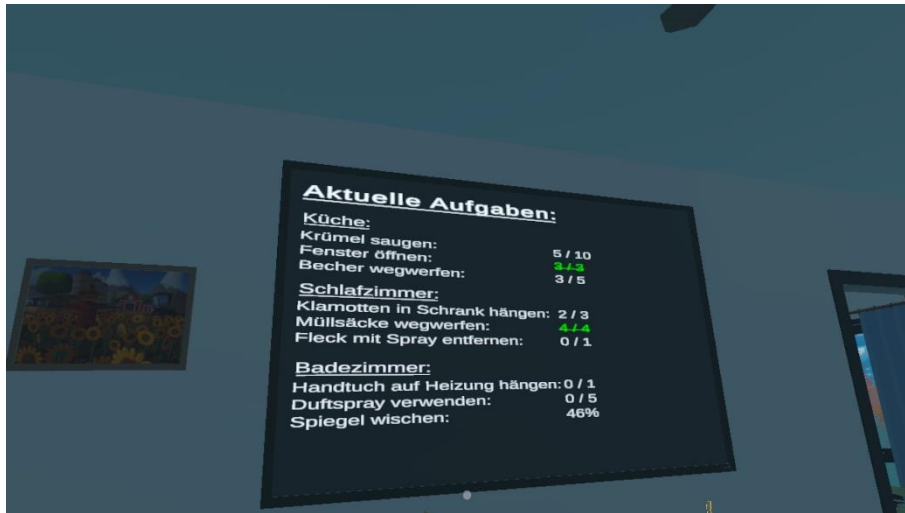 Aktuelle Aufgaben:
Küche:
Krümel saugen: 5 / 10
Fenster öffnen: 3 / 3
Becher wegwerfen: 3 / 5
Schlafzimmer:
Klamotten in Schrank hängen: 2 / 3
Müllsäcke wegwerfen: 4 / 4
Fleck mit Spray entfernen: 0 / 1
Badezimmer:
Handtuch auf Heizung hängen: 0 / 1
Duftspray verwenden: 0 / 5
Spiegel wischen: 46%